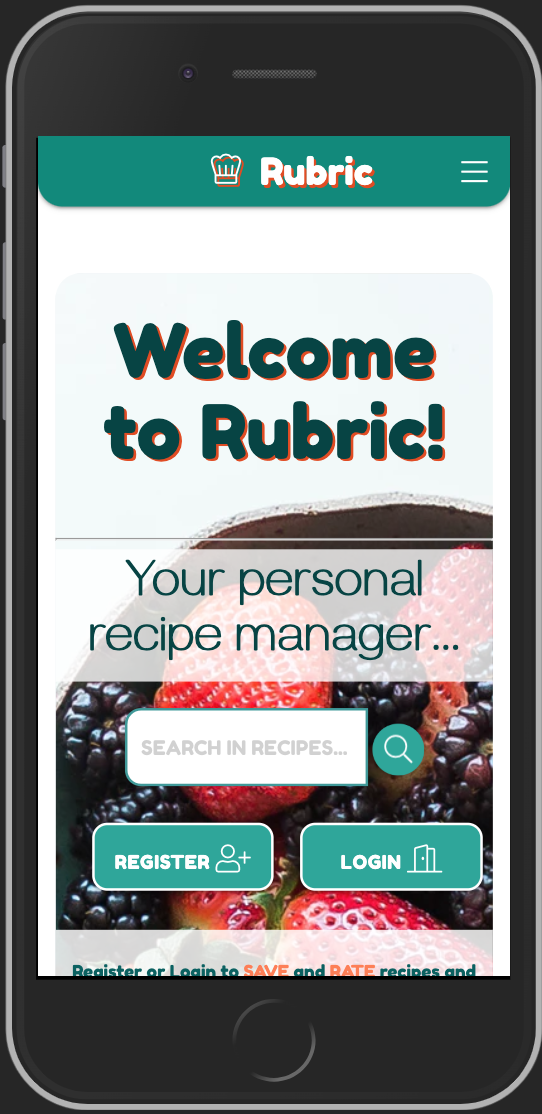 Rubric
Welcome
to Rubric!
Your personal
recipe manager...
SEARCH IN RECIPES...
REGISTER
LOGIN
Register or Login to SAVE and RATE recipes and